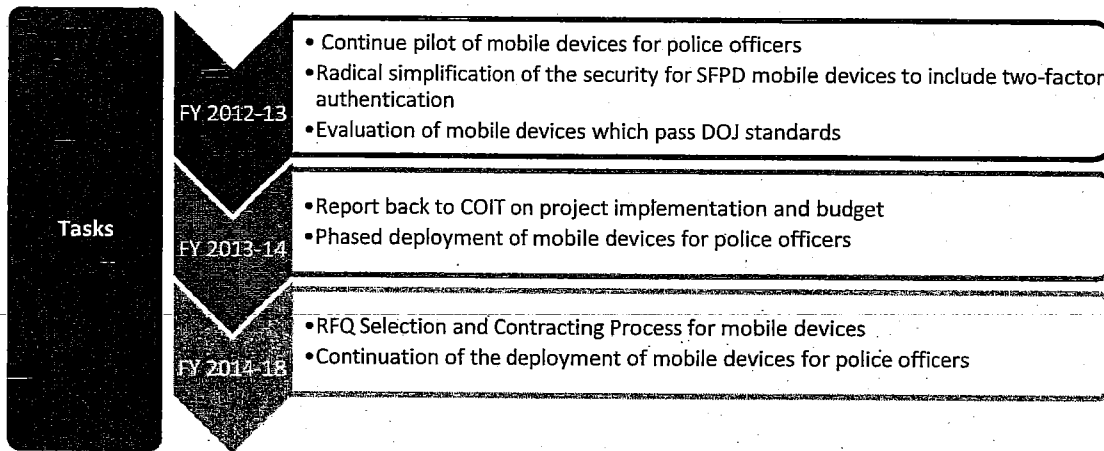 Tasks
FY 2012-13
• Continue pilot of mobile devices for police officers
• Radical simplification of the security for SFPD mobile devices to include two-factor
authentication
• Evaluation of mobile devices which pass DOJ standards
FY 2013-14
• Report back to COIT on project implementation and budget
• Phased deployment of mobile devices for police officers
FY 2014-18
• RFQ Selection and Contracting Process for mobile devices
• Continuation of the deployment of mobile devices for police officers